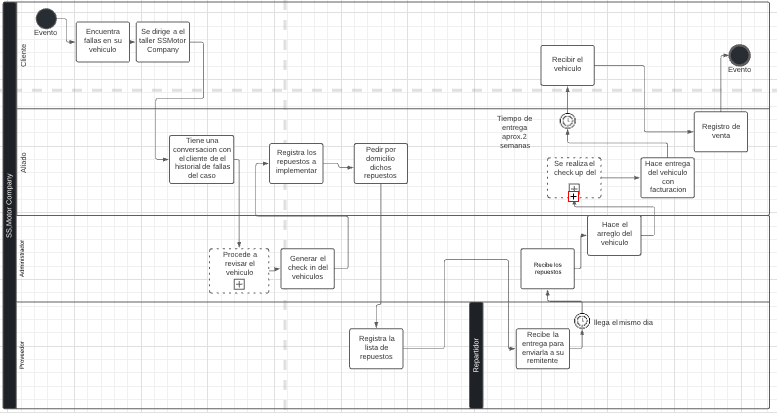 SS.Motor Company
Cliente
Evento
Encuentra
fallas en su
vehiculo
Se dirige a el
taller SSMotor
Company
Recibir el
vehiculo
Evento
Aliado
Tiene una
conversacion con
el cliente de el
historial de fallas
del caso
Registra los
repuestos a
implementar
Pedir por
domicilio
dichos
repuestos
Tiempo de
entrega
aprox.2
semanas
Registro de
venta
Se realiza el
check up del
Hace entrega
del vehiculo
con
facturacion
Administrador
Procede a
revisar el
vehiculo
Generar el
check in del
vehiculos
Recibe los
repuestos
Hace el
arreglo del
vehiculo
Proveedor
Registra la
lista de
repuestos
Repartidor
Recibe la
entrega para
enviarla a su
remitente
llega el mismo dia